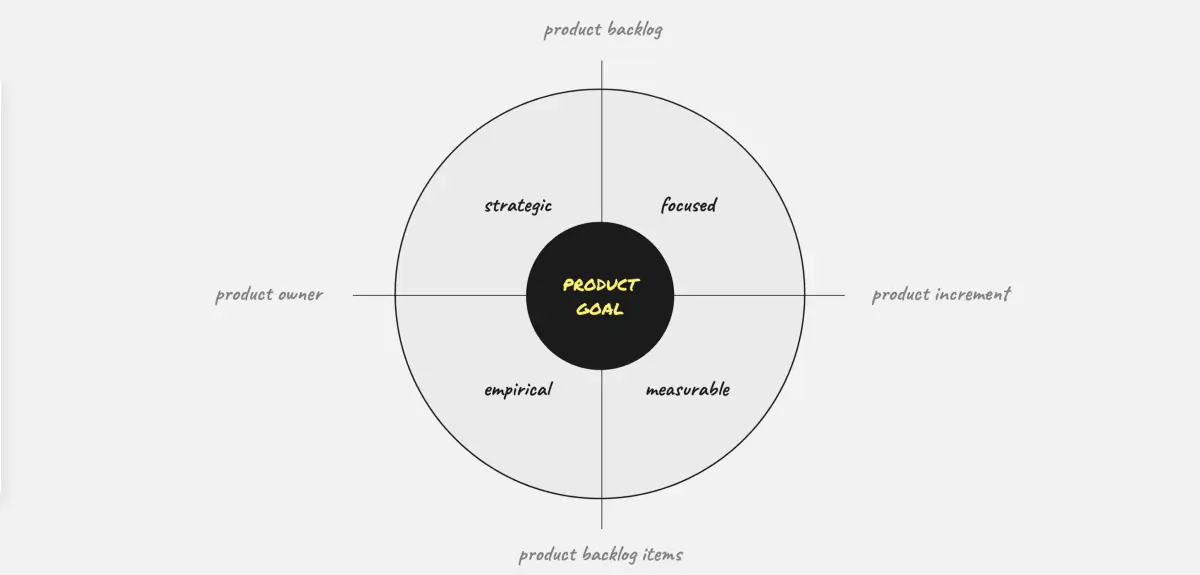 product backlog
strategic
focused
product owner
PRODUCT
GOAL
product increment
empirical
measurable
product backlog items